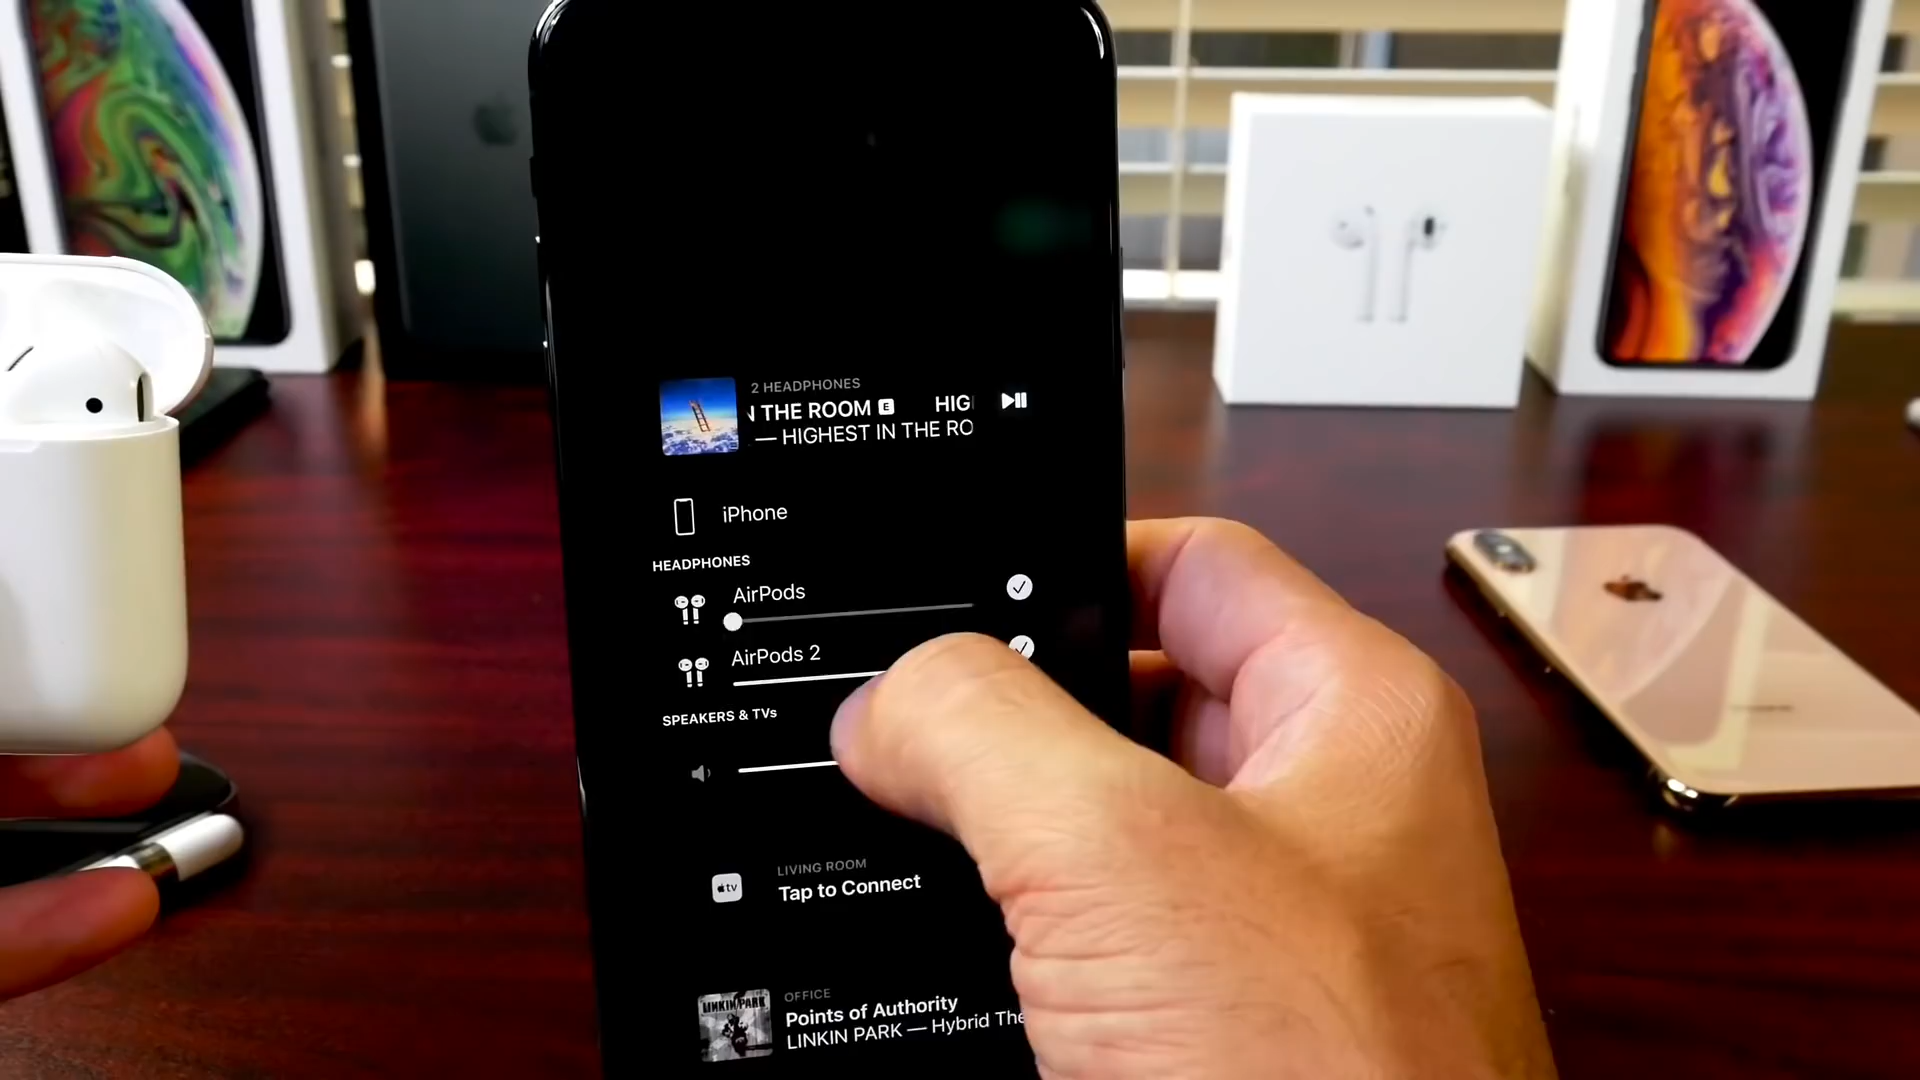 2 HEADPHONES
N THE ROOM E HIG
— HIGHEST IN THE RO
iPhone
HEADPHONES
AirPods
AirPods 2
SPEAKERS & TVs
tv
LIVING ROOM
Tap to Connect
OFFICE
LINKIN PARK
Points of Authority
LINKIN PARK — Hybrid The